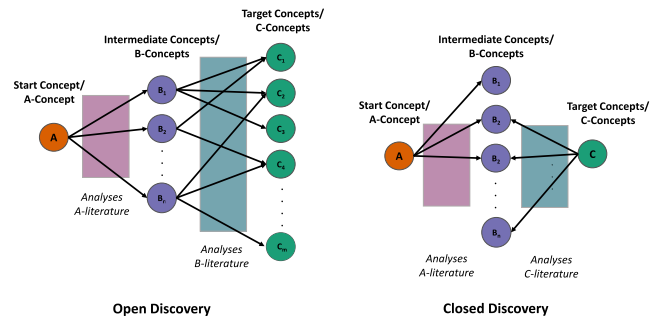 Target Concepts/
C-Concepts
Intermediate Concepts/
B-Concepts
Start Concept/
A-Concept
A
B1
B2
Bn
C1
C2
C3
C4
Cm
Analyses
A-literature
Analyses
B-literature
Open Discovery
Intermediate Concepts/
B-Concepts
Start Concept/
A-Concept
Target Concepts/
C-Concepts
A
B1
B2
B2
Bn
C
Analyses
A-literature
Analyses
C-literature
Closed Discovery